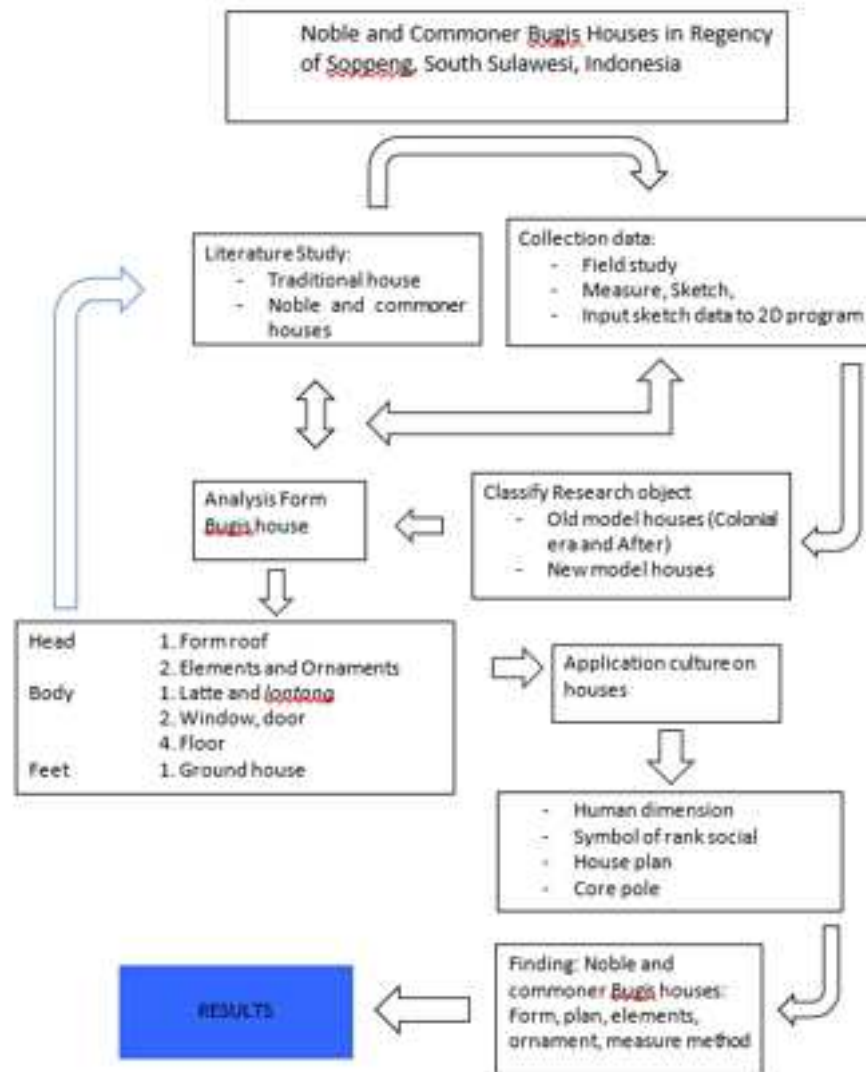 Noble and Commoner Bugis Houses in Regency
of Soppeng, South Sulawesi, Indonesia
Literature Study:
- Traditional house
- Noble and commoner
houses
Collection data:
- Field study
- Measure, Sketch,
- Input sketch data to 2D program
Analysis Form
Bugis house
Classify Research object
- Old model houses (Colonial
era and After)
- New model houses
Head 1. Form roof
2. Elements and Ornaments
Body 1. Latte and lontang
2. Window, door
4. Floor
Feet 1. Ground house
Application culture on
houses
- Human dimension
- Symbol of rank social
- House plan
- Core pole
Finding: Noble and
commoner Bugis houses:
Form, plan, elements,
ornament, measure method
RESULTS